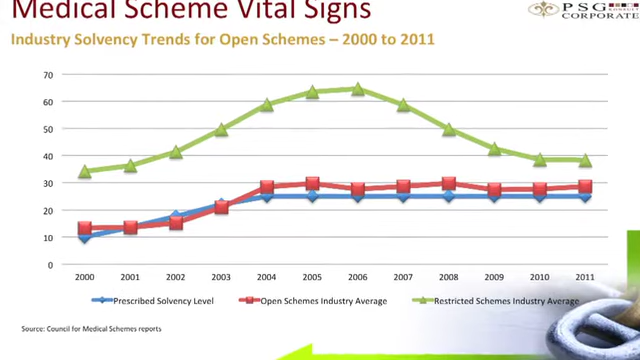 Medical Scheme Vital Signs
PSG
KONSULT
CORPORATE
Industry Solvency Trends for Open Schemes – 2000 to 2011
70
60
50
40
30
20
10
0
2000 2001 2002 2003 2004 2005 2006 2007 2008 2009 2010 2011
Prescribed Solvency Level Open Schemes Industry Average Restricted Schemes Industry Average
Source: Council for Medical Schemes reports